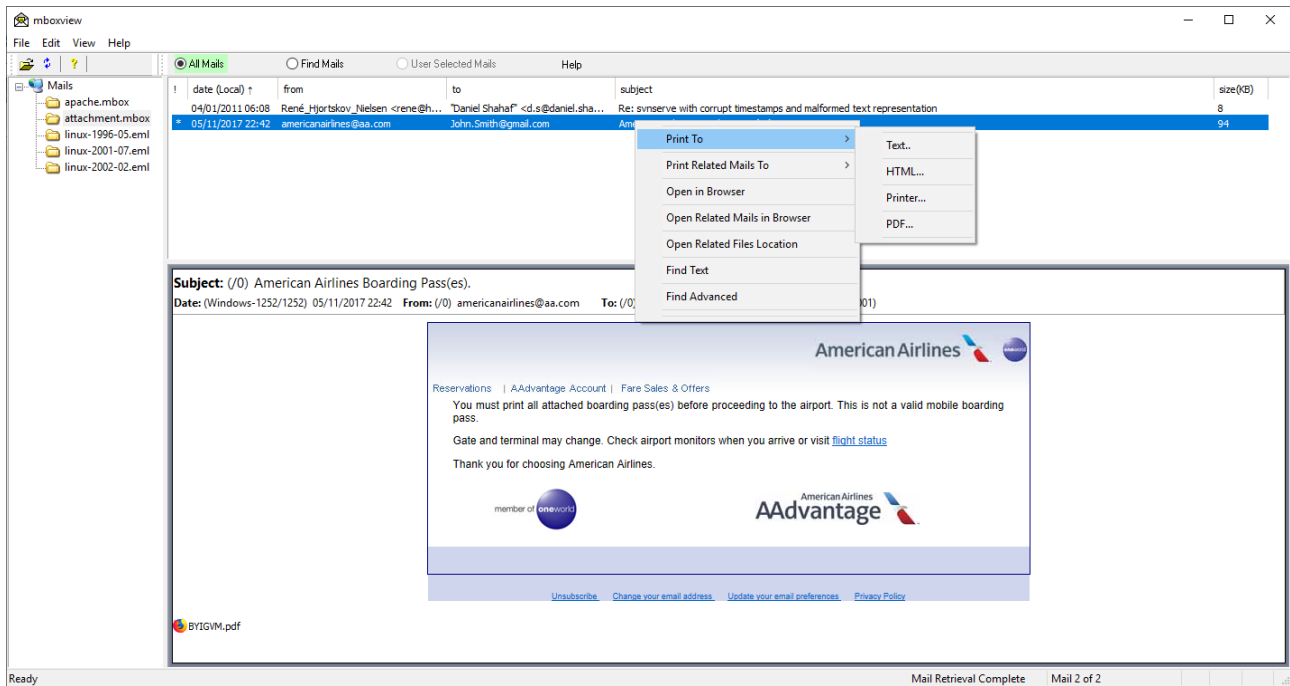 mboxview
File Edit View Help
? All Mails Find Mails User Selected Mails Help
Mails
apache.mbox
attachment.mbox
linux-1996-05.eml
linux-2001-07.eml
linux-2002-02.eml
! date (Local) ↑ from to subject size(KB)
04/01/2011 06:08 René_Hjortskov_Nielsen <rene@h... "Daniel Shahaf" <d.s@daniel.sha... Re: svnserve with corrupt timestamps and malformed text representation 8
* 05/11/2017 22:42 americanairlines@aa.com John.Smith@gmail.com Ame 94
Print To >
Print Related Mails To >
Open in Browser
Open Related Mails in Browser
Open Related Files Location
Find Text
Find Advanced
Text..
HTML...
Printer...
PDF...
Subject: (/0) American Airlines Boarding Pass(es).
Date: (Windows-1252/1252) 05/11/2017 22:42 From: (/0) americanairlines@aa.com To: (/0) 01)
American Airlines
oneworld
Reservations | AAdvantage Account | Fare Sales & Offers
You must print all attached boarding pass(es) before proceeding to the airport. This is not a valid mobile boarding
pass.
Gate and terminal may change. Check airport monitors when you arrive or visit flight status
Thank you for choosing American Airlines.
member of oneworld
American Airlines
AAdvantage
Unsubscribe Change your email address Update your email preferences Privacy Policy
BYIGVM.pdf
Ready Mail Retrieval Complete Mail 2 of 2